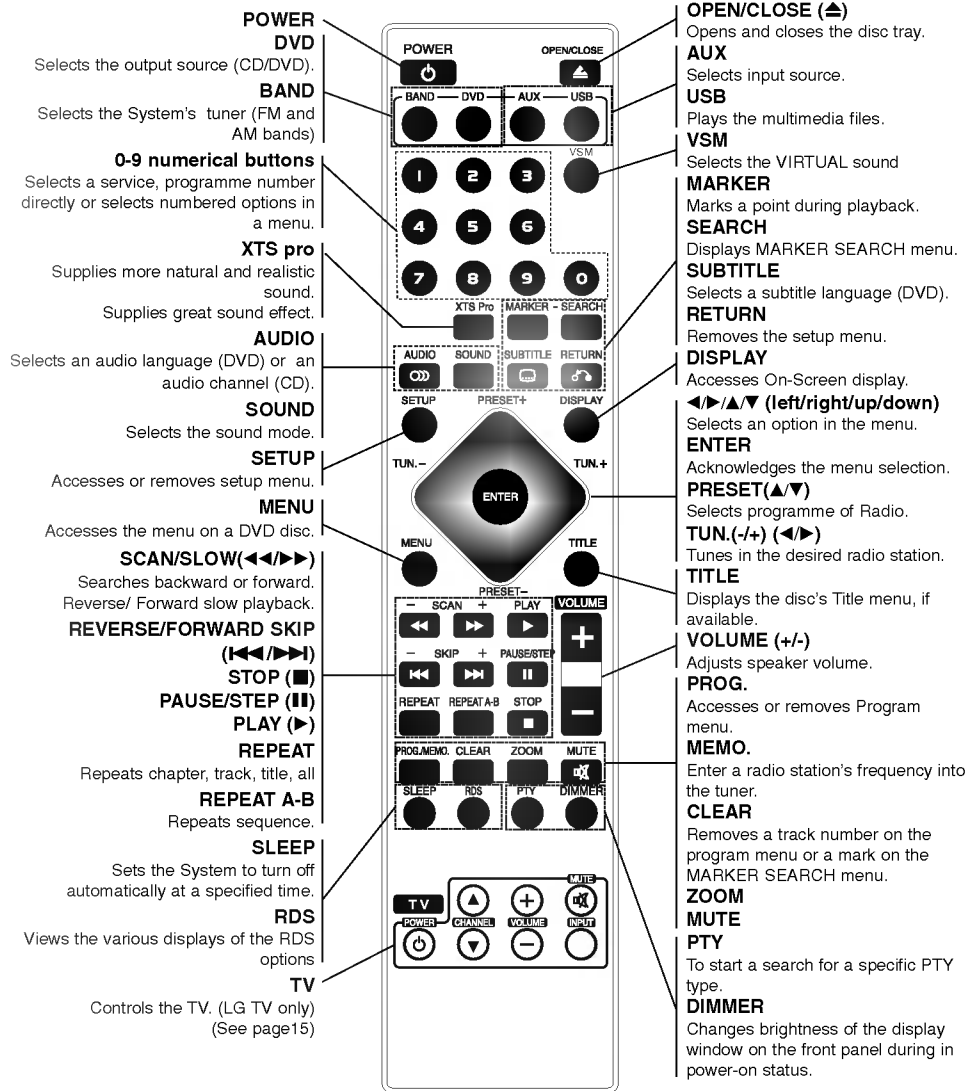 POWER
DVD
Selects the output source (CD/DVD).
BAND
Selects the System's tuner (FM and
AM bands)
0-9 numerical buttons
Selects a service, programme number
directly or selects numbered options in
a menu.
XTS pro
Supplies more natural and realistic
sound.
Supplies great sound effect.
AUDIO
Selects an audio language (DVD) or an
audio channel (CD).
SOUND
Selects the sound mode.
SETUP
Accesses or removes setup menu.
MENU
Accesses the menu on a DVD disc.
SCAN/SLOW(◀◀/▶▶)
Searches backward or forward.
Reverse/ Forward slow playback.
REVERSE/FORWARD SKIP
(I◀◀/▶▶I)
STOP (■)
PAUSE/STEP (II)
PLAY (▶)
REPEAT
Repeats chapter, track, title, all
REPEAT A-B
Repeats sequence.
SLEEP
Sets the System to turn off
automatically at a specified time.
RDS
Views the various displays of the RDS
options
TV
Controls the TV. (LG TV only)
(See page15)
POWER OPEN/CLOSE
BAND DVD AUX USB
VSM
1 2 3
4 5 6
7 8 9 0
XTS Pro MARKER - SEARCH
AUDIO SOUND SUBTITLE RETURN
SETUP PRESET+ DISPLAY
TUN.- TUN.+
ENTER
MENU TITLE
PRESET-
- SCAN + PLAY VOLUME
+
- SKIP + PAUSE/STEP
REPEAT REPEAT A-B STOP
-
PROG./MEMO. CLEAR ZOOM MUTE
SLEEP RDS PTY DIMMER
MUTE
TV
POWER CHANNEL VOLUME INPUT
OPEN/CLOSE (⏏)
Opens and closes the disc tray.
AUX
Selects input source.
USB
Plays the multimedia files.
VSM
Selects the VIRTUAL sound
MARKER
Marks a point during playback.
SEARCH
Displays MARKER SEARCH menu.
SUBTITLE
Selects a subtitle language (DVD).
RETURN
Removes the setup menu.
DISPLAY
Accesses On-Screen display.
◀/▶/▲/▼ (left/right/up/down)
Selects an option in the menu.
ENTER
Acknowledges the menu selection.
PRESET(▲/▼)
Selects programme of Radio.
TUN.(-/+) (◀/▶)
Tunes in the desired radio station.
TITLE
Displays the disc's Title menu, if
available.
VOLUME (+/-)
Adjusts speaker volume.
PROG.
Accesses or removes Program
menu.
MEMO.
Enter a radio station's frequency into
the tuner.
CLEAR
Removes a track number on the
program menu or a mark on the
MARKER SEARCH menu.
ZOOM
MUTE
PTY
To start a search for a specific PTY
type.
DIMMER
Changes brightness of the display
window on the front panel during in
power-on status.